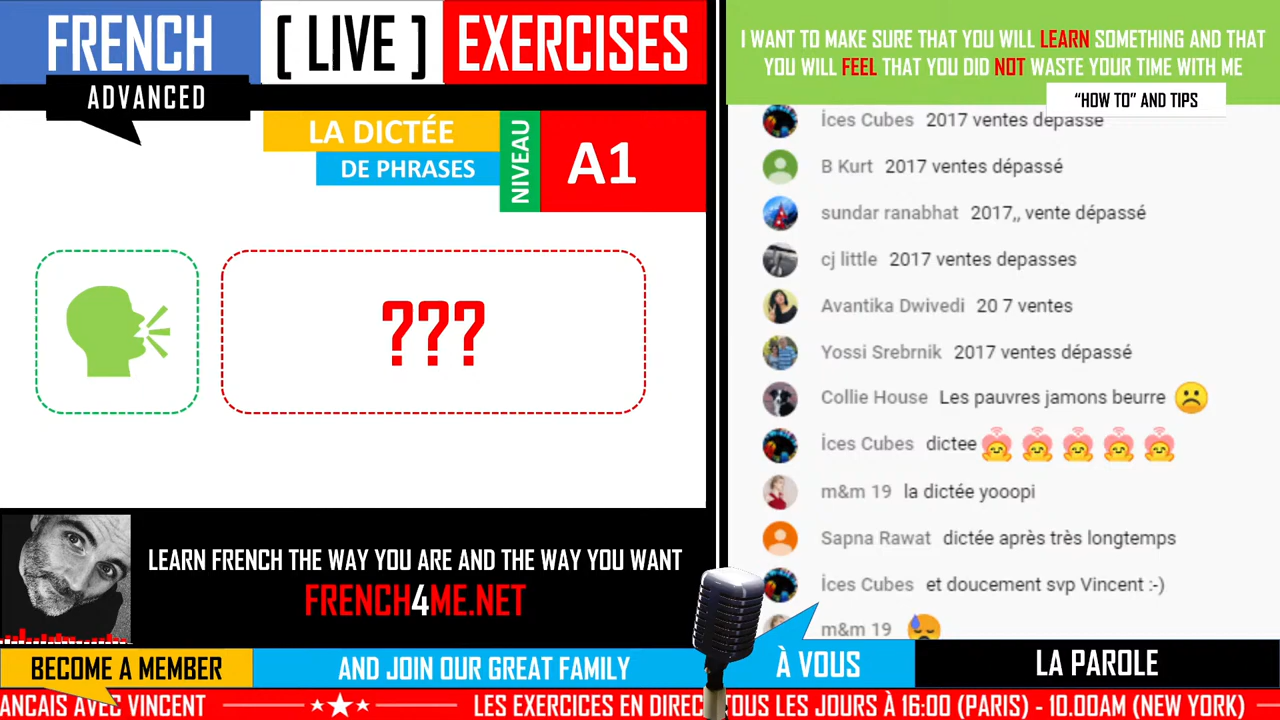 FRENCH
[ LIVE ]
EXERCISES
ADVANCED
LA DICTÉE
DE PHRASES
NIVEAU
A1
???
LEARN FRENCH THE WAY YOU ARE AND THE WAY YOU WANT
FRENCH4ME.NET
I WANT TO MAKE SURE THAT YOU WILL LEARN SOMETHING AND THAT
YOU WILL FEEL THAT YOU DID NOT WASTE YOUR TIME WITH ME
“HOW TO” AND TIPS
İces Cubes 2017 ventes depasse
B Kurt 2017 ventes dépassé
sundar ranabhat 2017,, vente dépassé
cj little 2017 ventes depasses
Avantika Dwivedi 20 7 ventes
Yossi Srebrnik 2017 ventes dépassé
Collie House Les pauvres jamons beurre
İces Cubes dictee
m&m 19 la dictée yooopi
Sapna Rawat dictée après très longtemps
İces Cubes et doucement svp Vincent :-)
m&m 19
BECOME A MEMBER
AND JOIN OUR GREAT FAMILY
À VOUS
LA PAROLE
ANCAIS AVEC VINCENT
LES EXERCICES EN DIREC TOUS LES JOURS À 16:00 (PARIS) - 10.00AM (NEW YORK)